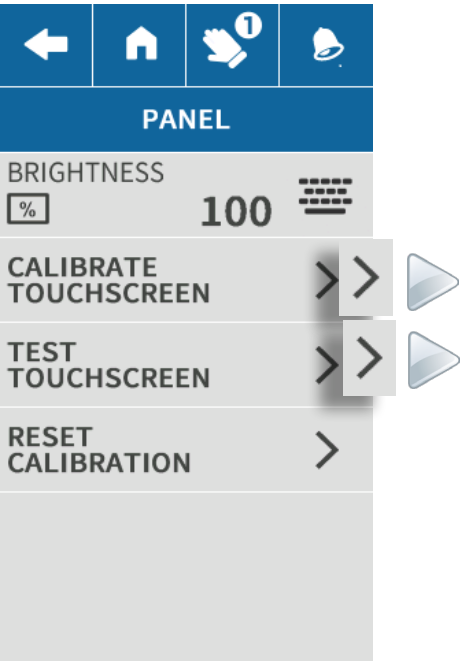 1
PANEL
BRIGHTNESS
%
100
CALIBRATE
TOUCHSCREEN
TEST
TOUCHSCREEN
RESET
CALIBRATION